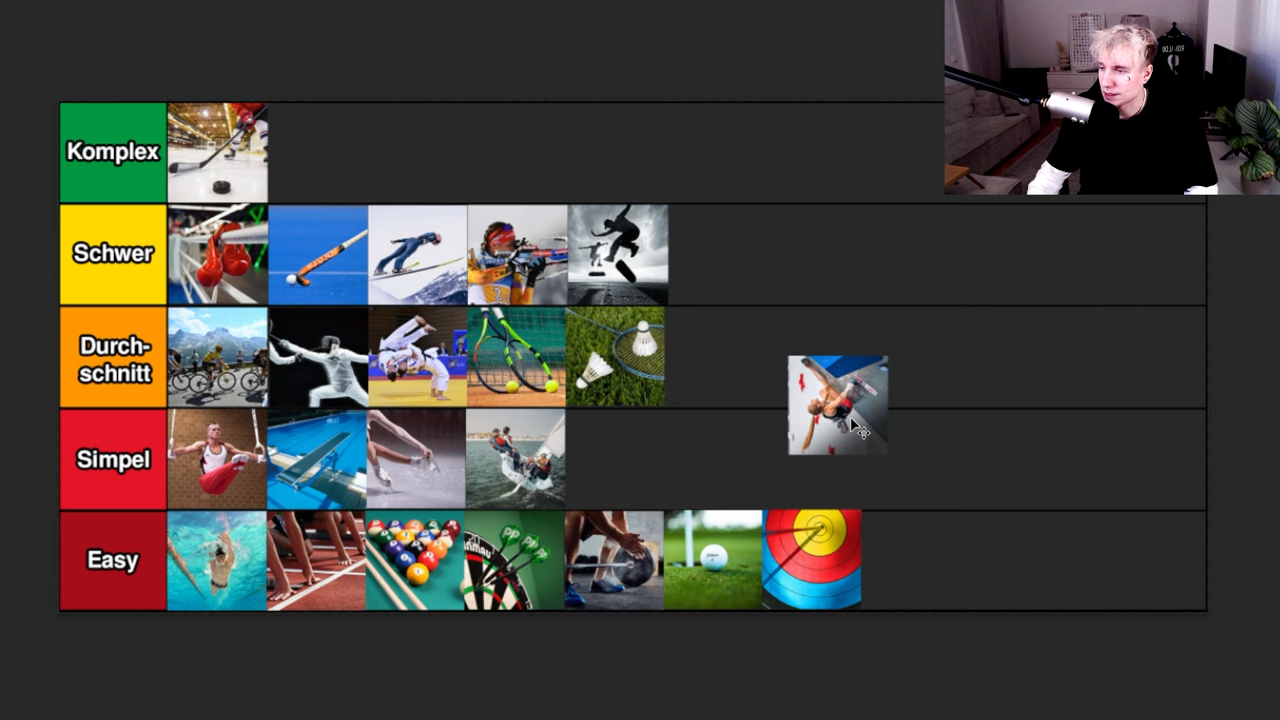 Komplex
Schwer
Durch-
schnitt
Simpel
Easy